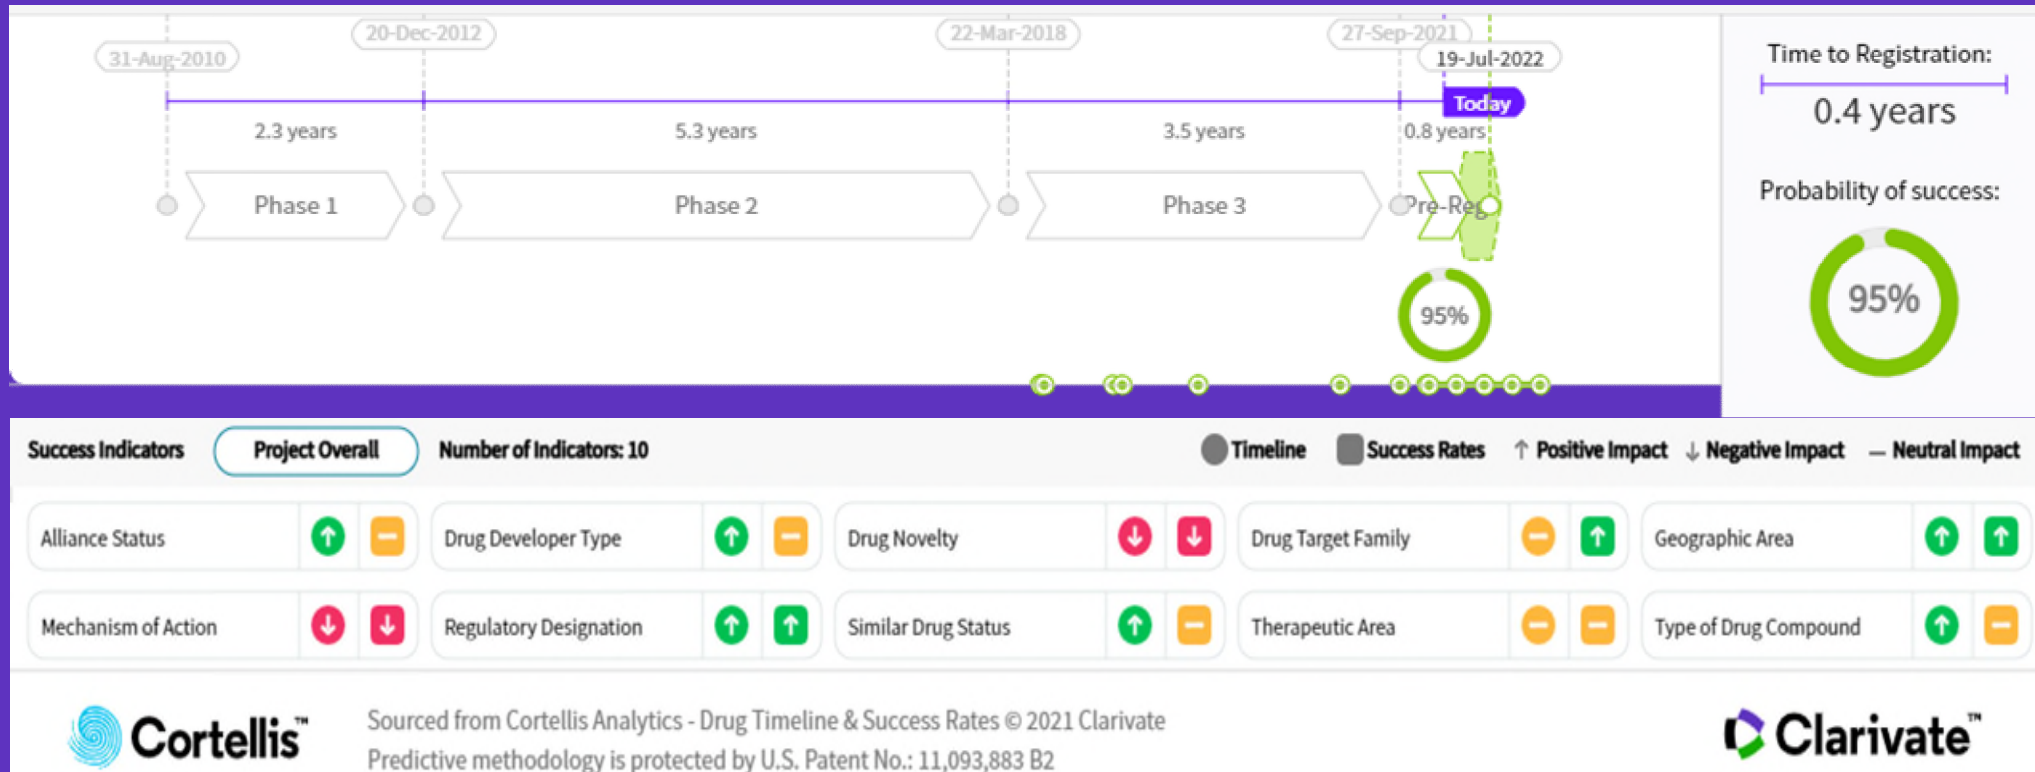 20-Dec-2012
22-Mar-2018
27-Sep-2021
31-Aug-2010
19-Jul-2022
Today
2.3 years
5.3 years
3.5 years
0.8 years
Phase 1
Phase 2
Phase 3
Pre-Reg
95%
Time to Registration:
0.4 years
Probability of success:
95%
Success Indicators Project Overall Number of Indicators: 10 Timeline Success Rates ↑ Positive Impact ↓ Negative Impact — Neutral Impact
Alliance Status
Drug Developer Type
Drug Novelty
Drug Target Family
Geographic Area
Mechanism of Action
Regulatory Designation
Similar Drug Status
Therapeutic Area
Type of Drug Compound
Cortellis™
Sourced from Cortellis Analytics - Drug Timeline & Success Rates © 2021 Clarivate
Predictive methodology is protected by U.S. Patent No.: 11,093,883 B2
Clarivate™